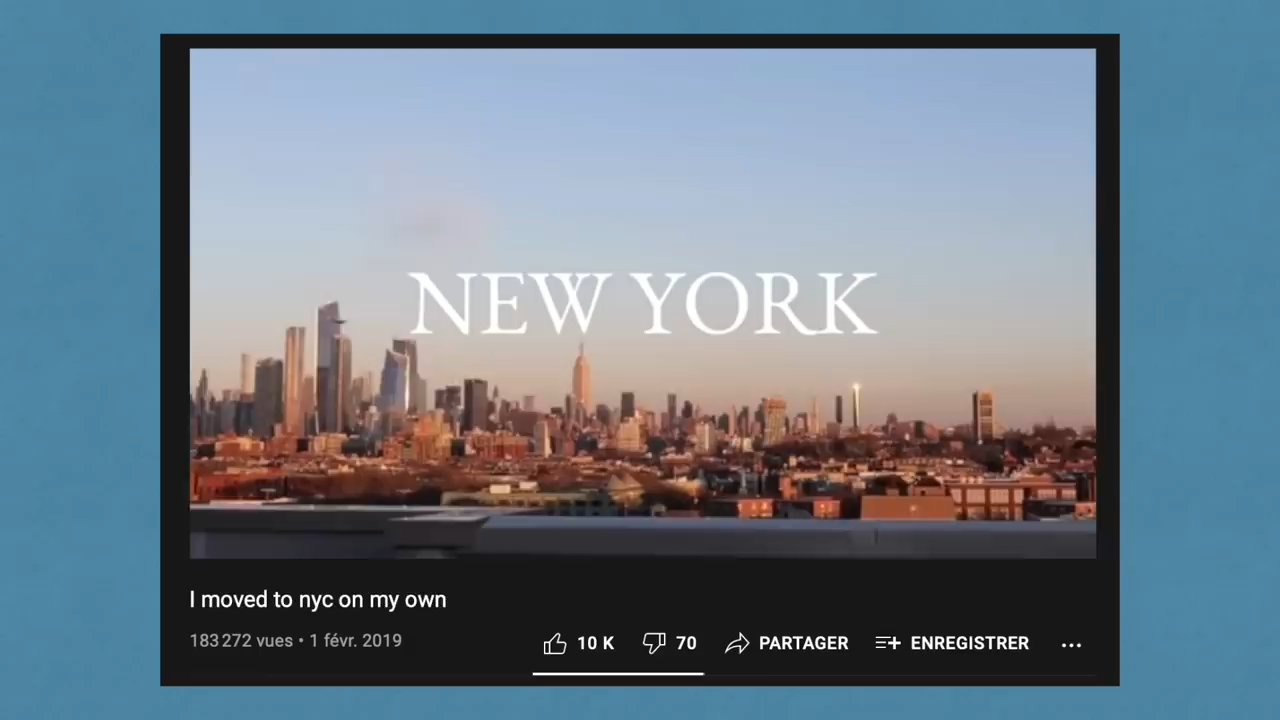 NEW YORK
I moved to nyc on my own
183 272 vues • 1 févr. 2019
10 K 70 PARTAGER ENREGISTRER